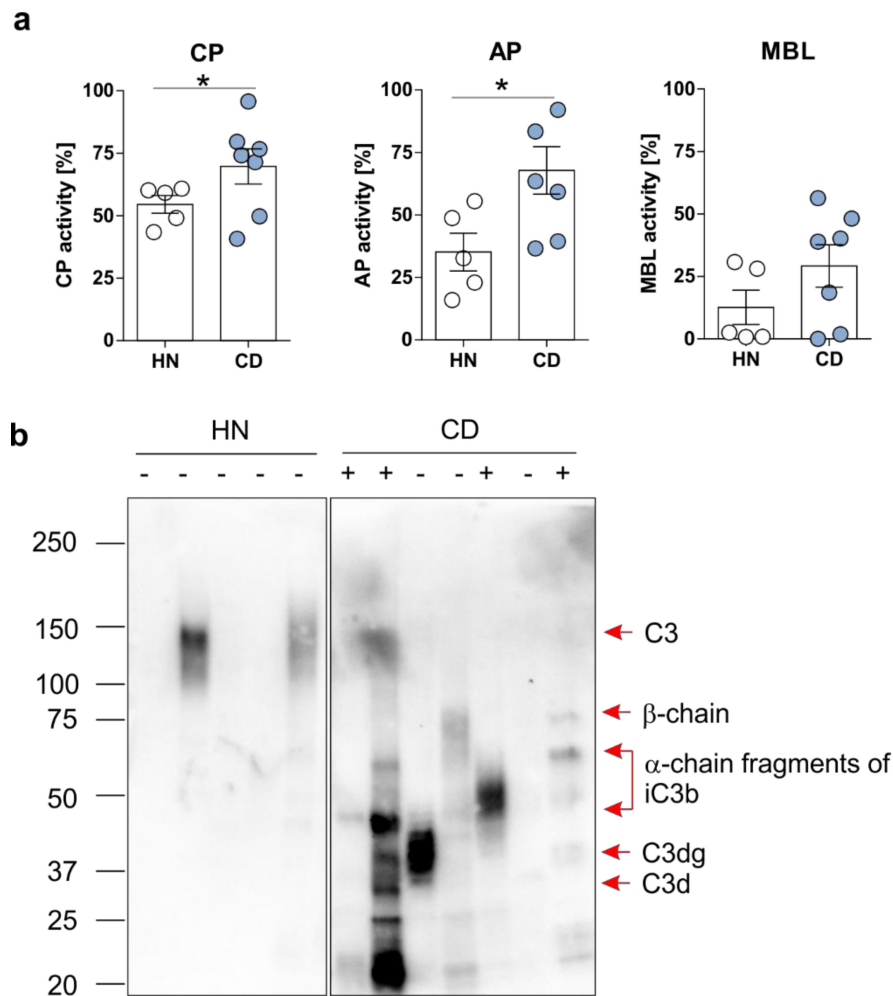 a
CP
AP
MBL
*
*
CP activity [%]
100
75
50
25
0
HN CD
AP activity [%]
100
75
50
25
0
HN CD
MBL activity [%]
100
75
50
25
0
HN CD
b
HN CD
- - - - - + + - - + - +
250
150
100
75
50
37
25
20
C3
β-chain
α-chain fragments of
iC3b
C3dg
C3d